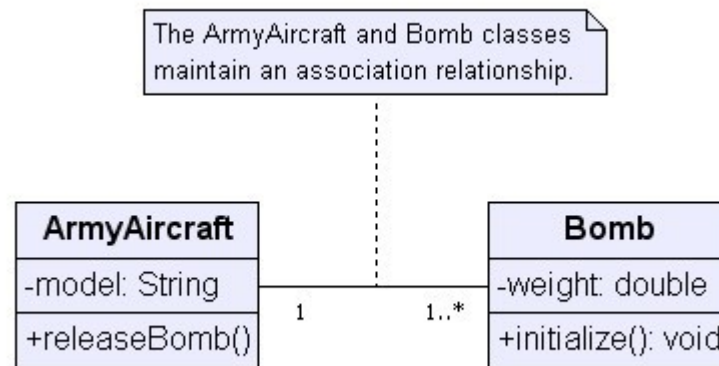 The ArmyAircraft and Bomb classes
maintain an association relationship.
ArmyAircraft
-model: String
+releaseBomb()
1
1..*
Bomb
-weight: double
+initialize(): void